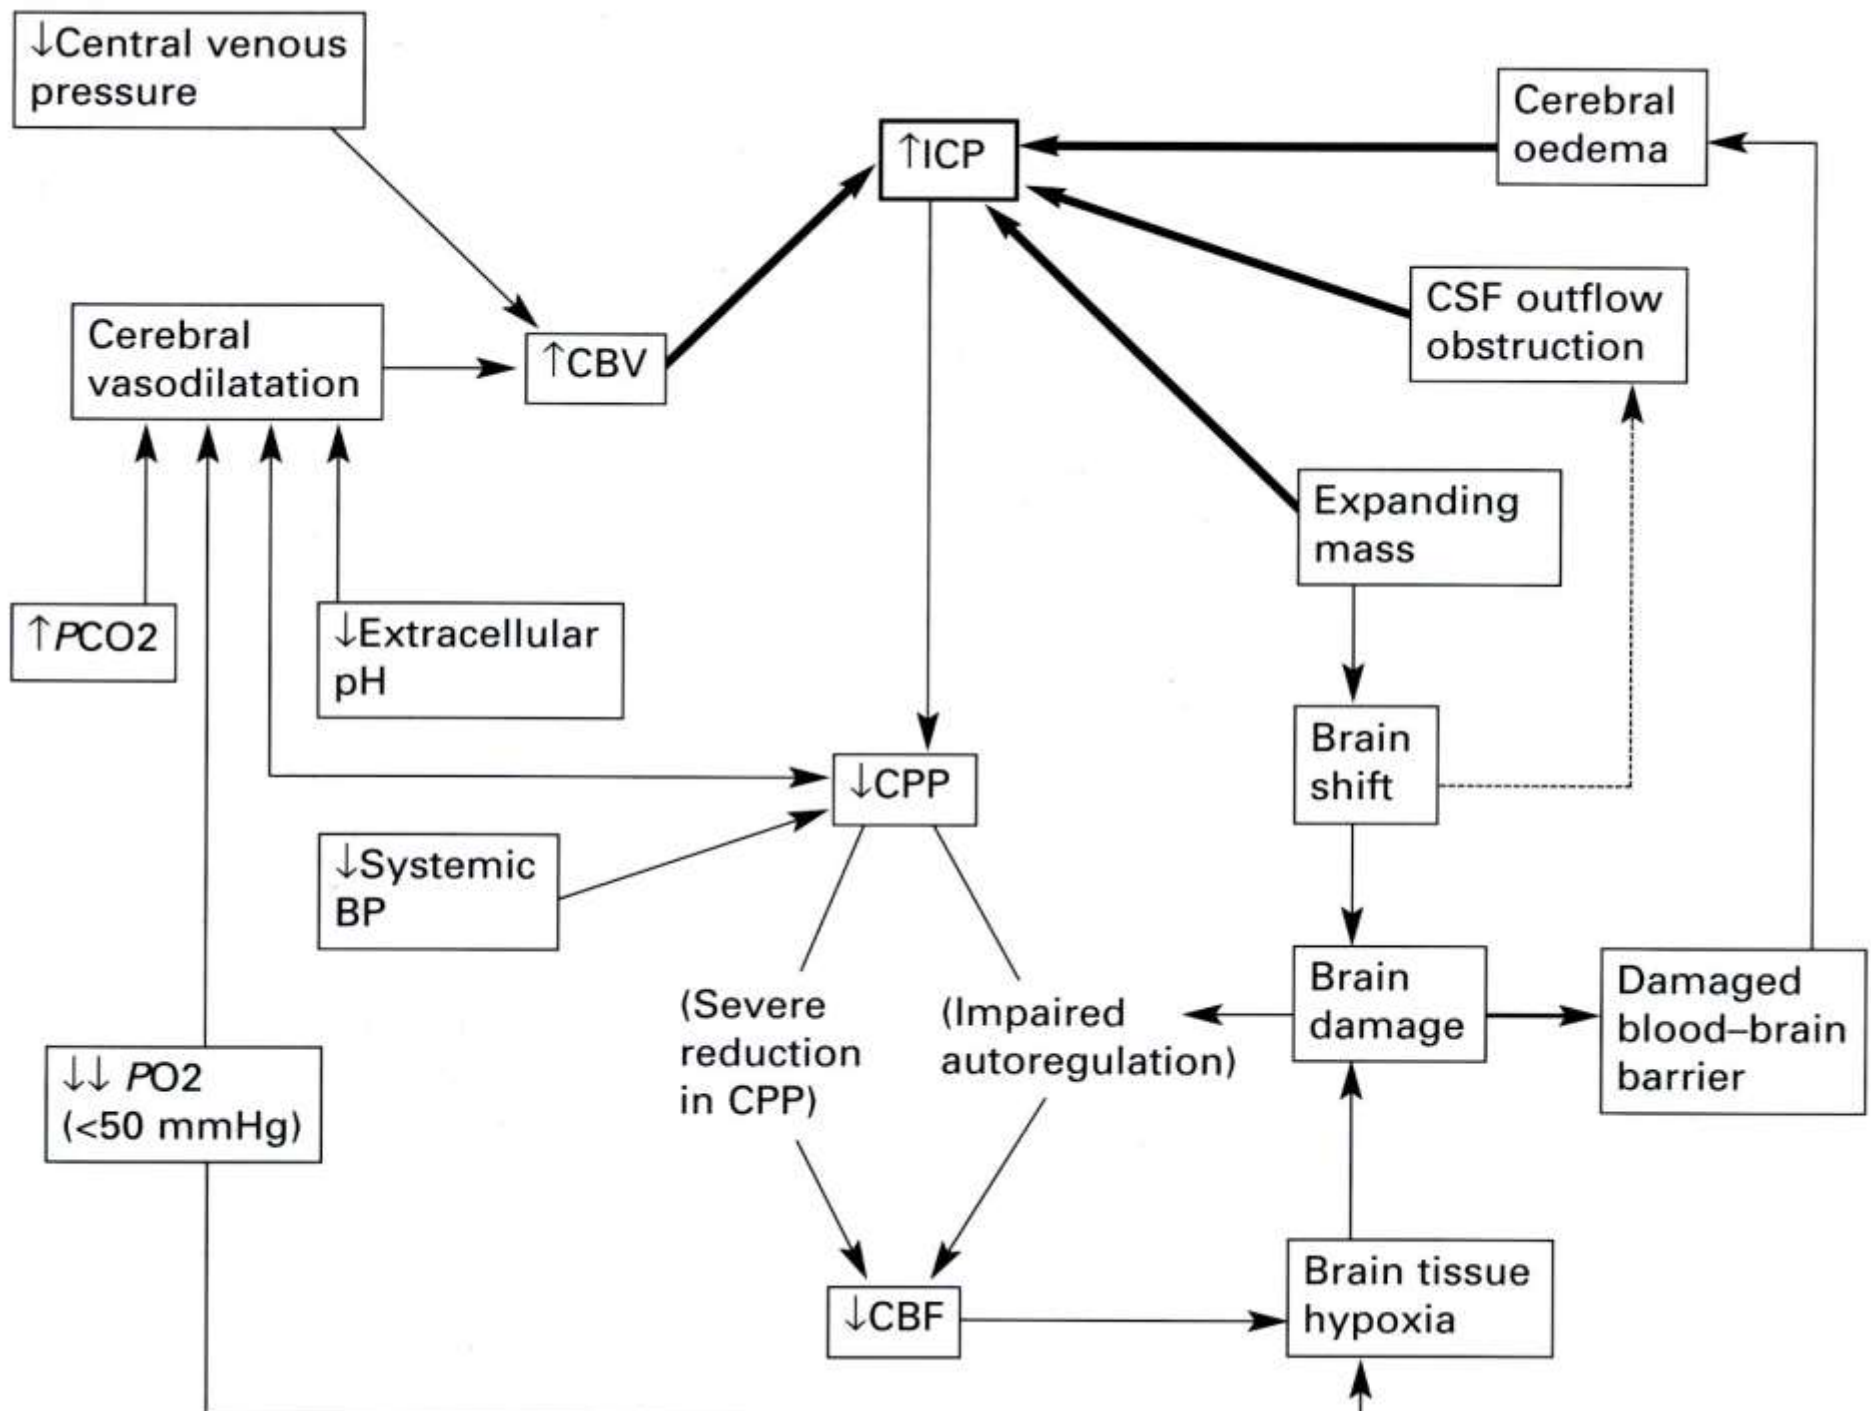 ↓Central venous
pressure
Cerebral
oedema
↑ICP
CSF outflow
obstruction
Cerebral
vasodilatation
↑CBV
Expanding
mass
↑PCO2
↓Extracellular
pH
Brain
shift
↓CPP
↓Systemic
BP
Brain
damage
Damaged
blood–brain
barrier
(Severe
reduction
in CPP)
(Impaired
autoregulation)
↓↓ PO2
(<50 mmHg)
Brain tissue
hypoxia
↓CBF